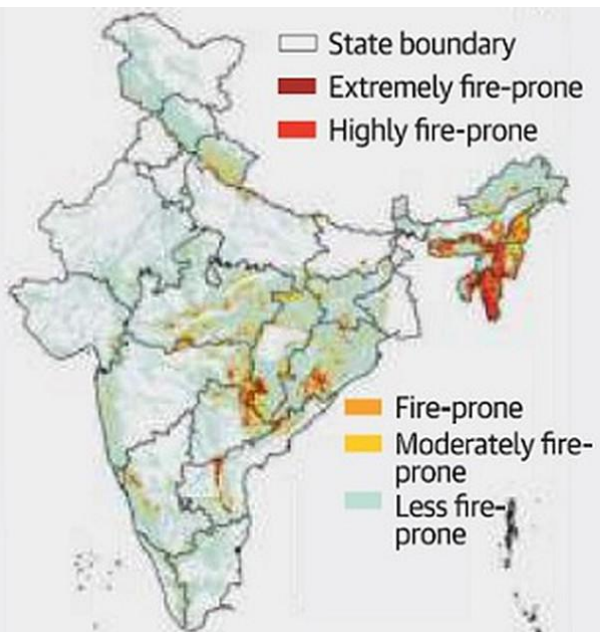 State boundary
Extremely fire-prone
Highly fire-prone
Fire-prone
Moderately fire-
prone
Less fire-
prone